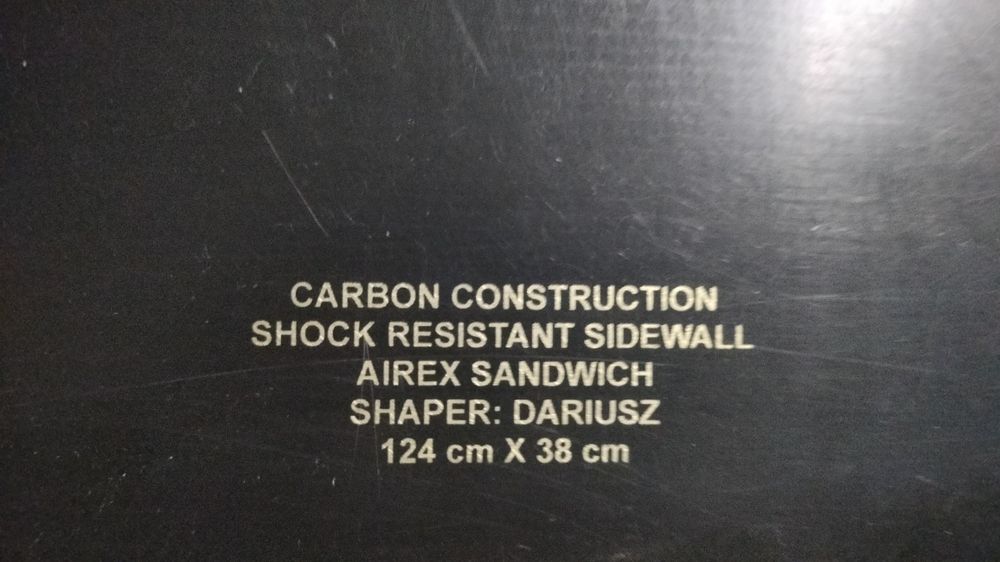 CARBON CONSTRUCTION
SHOCK RESISTANT SIDEWALL
AIREX SANDWICH
SHAPER: DARIUSZ
124 cm X 38 cm